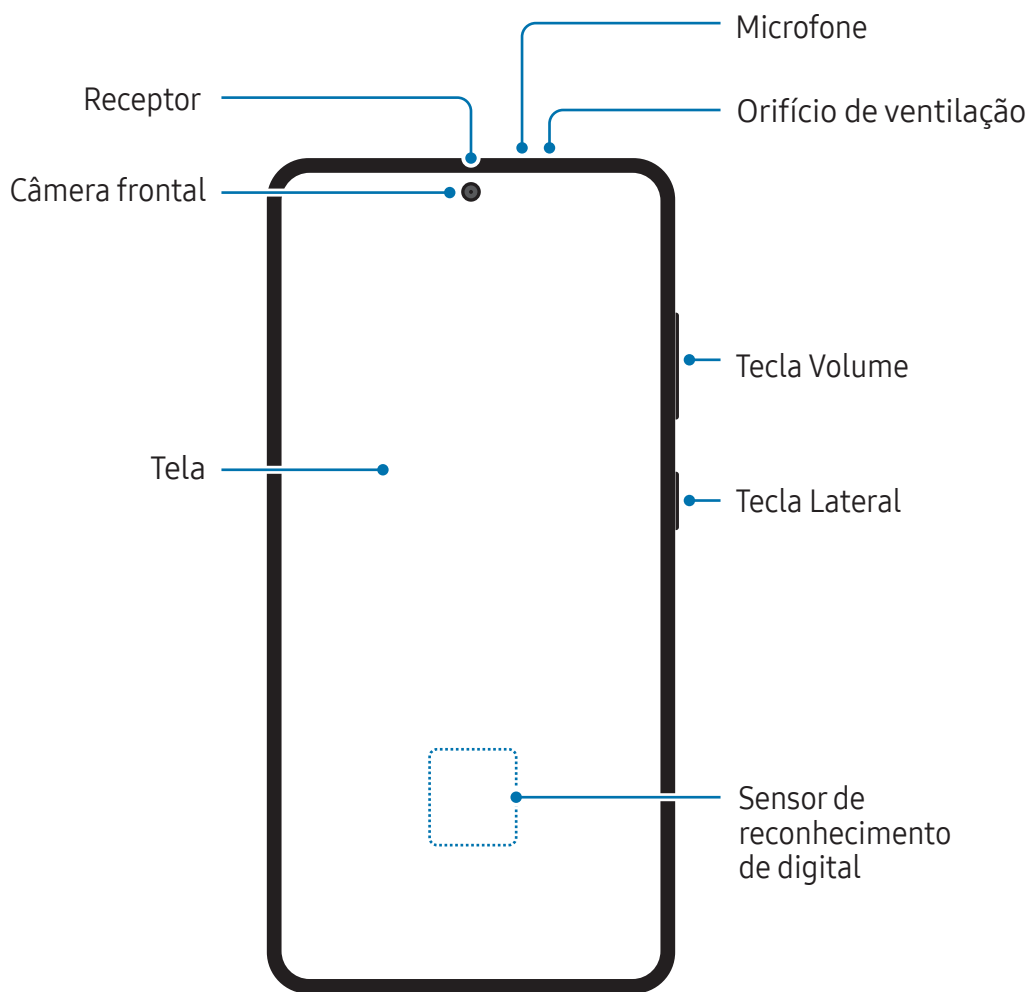 Microfone
Receptor
Orifício de ventilação
Câmera frontal
Tecla Volume
Tela
Tecla Lateral
Sensor de
reconhecimento
de digital